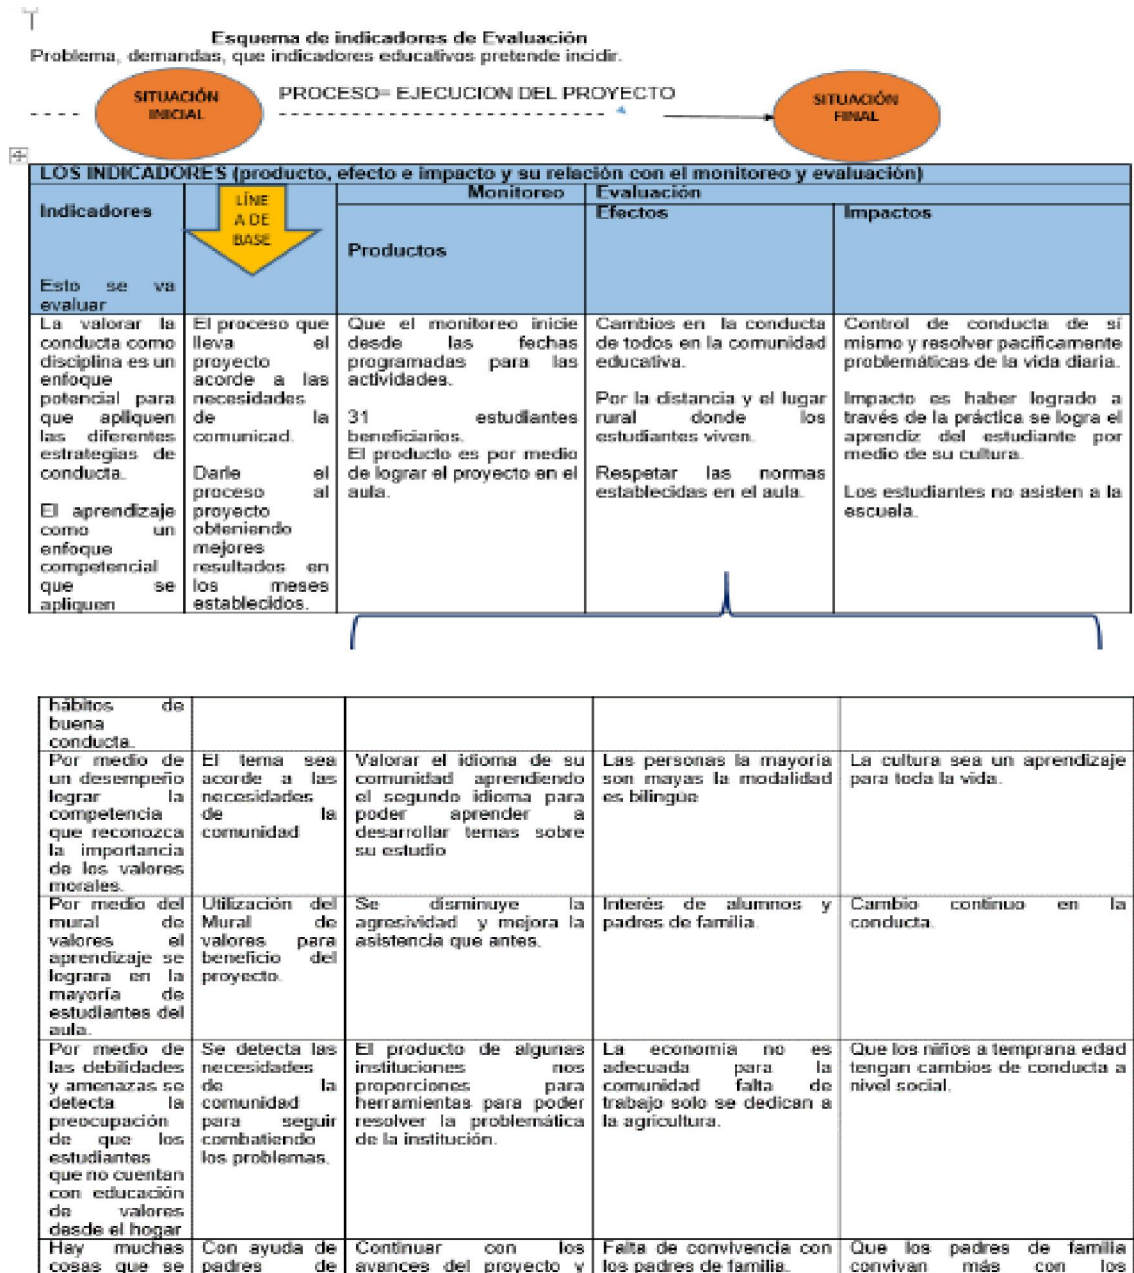 Esquema de indicadores de Evaluación
Problema, demandas, que indicadores educativos pretende incidir.
SITUACIÓN
INICIAL
PROCESO= EJECUCION DEL PROYECTO
SITUACIÓN
FINAL
LOS INDICADORES (producto, efecto e impacto y su relación con el monitoreo y evaluación)
Indicadores
Esto se va
evaluar
LÍNE
A DE
BASE
Monitoreo
Productos
Evaluación
Efectos
Impactos
La valorar la
conducta como
disciplina es un
enfoque
potencial para
que apliquen
las diferentes
estrategias de
conducta.
El aprendizaje
como un
enfoque
competencial
que se
apliquen
El proceso que
lleva el
proyecto
acorde a las
necesidades
de la
comunicad.
Darle el
proceso al
proyecto
obteniendo
mejores
resultados en
los meses
establecidos.
Que el monitoreo inicie
desde las fechas
programadas para las
actividades.
31 estudiantes
beneficiarios.
El producto es por medio
de lograr el proyecto en el
aula.
Cambios en la conducta
de todos en la comunidad
educativa.
Por la distancia y el lugar
rural donde los
estudiantes viven.
Respetar las normas
establecidas en el aula.
Control de conducta de sí
mismo y resolver pacíficamente
problemáticas de la vida diaria.
Impacto es haber logrado a
través de la práctica se logra el
aprendiz del estudiante por
medio de su cultura.
Los estudiantes no asisten a la
escuela.
hábitos de
buena
conducta.
Por medio de
un desempeño
lograr la
competencia
que reconozca
la importancia
de los valores
morales.
El tema sea
acorde a las
necesidades
de la
comunidad
Valorar el idioma de su
comunidad aprendiendo
el segundo idioma para
poder aprender a
desarrollar temas sobre
su estudio
Las personas la mayoria
son mayas la modalidad
es bilingüe
La cultura sea un aprendizaje
para toda la vida.
Por medio del
mural de
valores el
aprendizaje se
lograra en la
mayoría de
estudiantes del
aula.
Utilización del
Mural de
valores para
beneficio del
proyecto.
Se disminuye la
agresividad y mejora la
asistencia que antes.
Interés de alumnos y
padres de familia.
Cambio continuo en la
conducta.
Por medio de
las debilidades
y amenazas se
detecta la
preocupación
de que los
estudiantes
que no cuentan
con educación
de valores
desde el hogar
Se detecta las
necesidades
de la
comunidad
para seguir
combatiendo
los problemas.
El producto de algunas
instituciones nos
proporciones para
herramientas para poder
resolver la problemática
de la institución.
La economía no es
adecuada para la
comunidad falta de
trabajo solo se dedican a
la agricultura.
Que los niños a temprana edad
tengan cambios de conducta a
nivel social.
Hay muchas
cosas que se
Con ayuda de
padres de
Continuar con los
avances del proyecto y
Falta de convivencia con
los padres de familia.
Que los padres de familia
convivan más con los